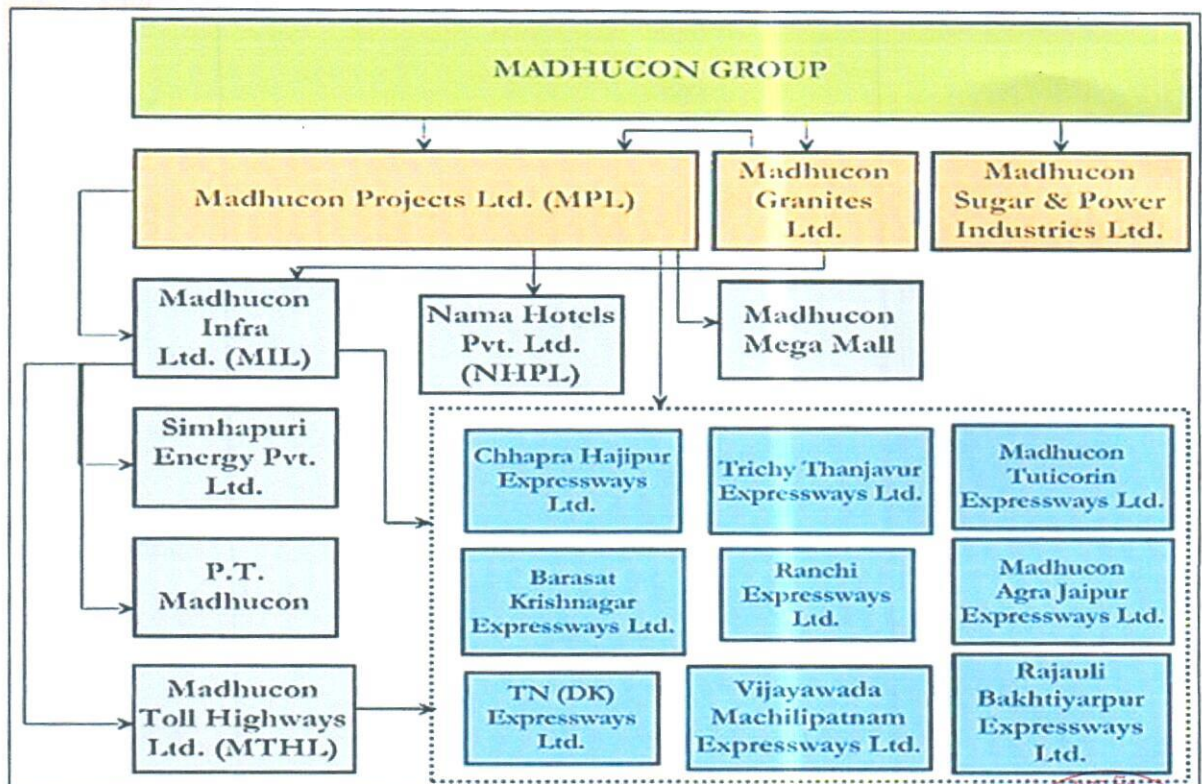 MADHUCON GROUP
Madhucon Projects Ltd. (MPL)
Madhucon
Granites
Ltd.
Madhucon
Sugar & Power
Industries Ltd.
Madhucon
Infra
Ltd. (MIL)
Nama Hotels
Pvt. Ltd.
(NHPL)
Madhucon
Mega Mall
Simhapuri
Energy Pvt.
Ltd.
P.T.
Madhucon
Madhucon
Toll Highways
Ltd. (MTHL)
Chhapra Hajipur
Expressways
Ltd.
Trichy Thanjavur
Expressways Ltd.
Madhucon
Tuticorin
Expressways Ltd.
Barasat
Krishnagar
Expressways Ltd.
Ranchi
Expressways
Ltd.
Madhucon
Agra Jaipur
Expressways Ltd.
TN (DK)
Expressways
Ltd.
Vijayawada
Machilipatnam
Expressways Ltd.
Rajauli
Bakhtiyarpur
Expressways
Ltd.